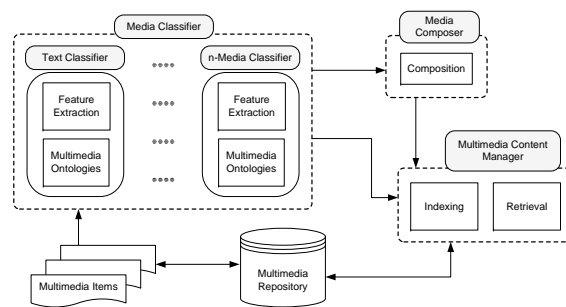 Media Classifier
Text Classifier
n-Media Classifier
Feature
Extraction
Multimedia
Ontologies
Feature
Extraction
Multimedia
Ontologies
Media
Composer
Composition
Multimedia Content
Manager
Indexing
Retrieval
Multimedia Items
Multimedia
Repository